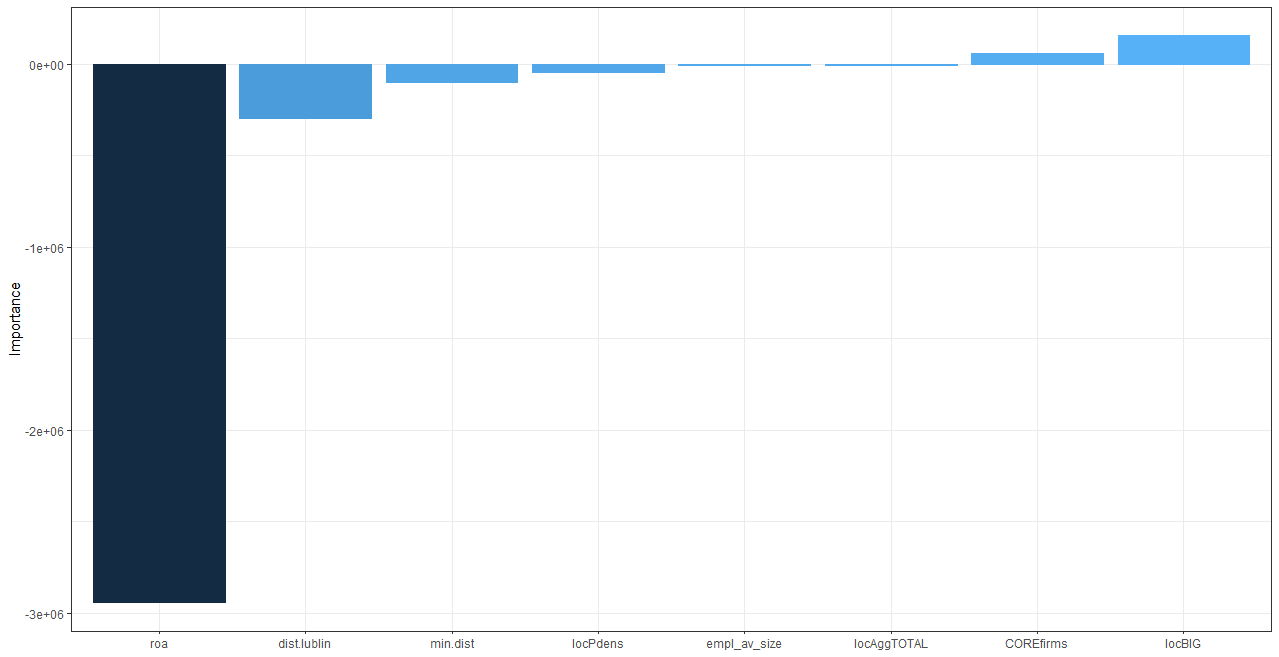 0e+00
-1e+06
-2e+06
-3e+06
Importance
roa dist.lublin min.dist locPdens empl_av_size locAggTOTAL COREfirms locBIG